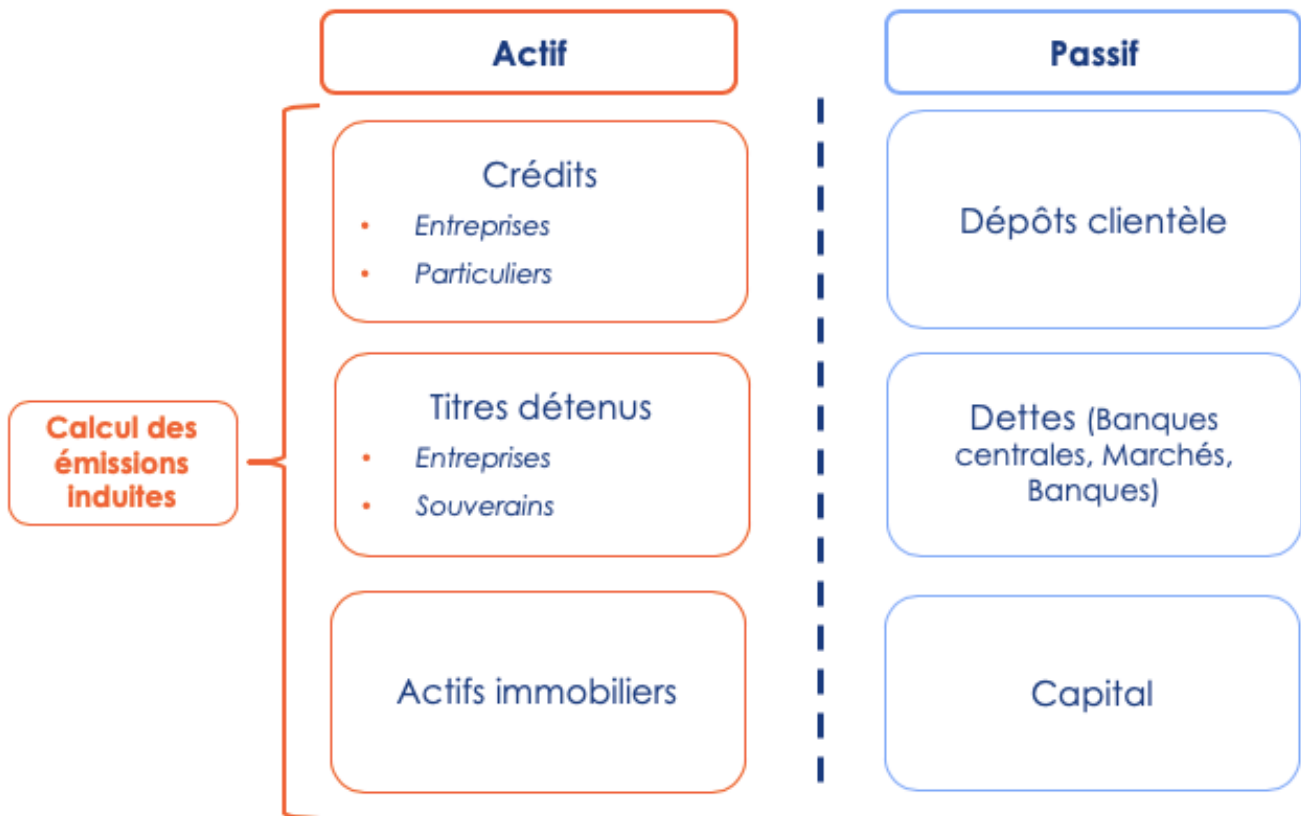 Actif
Passif
Crédits
• Entreprises
• Particuliers
Dépôts clientèle
Calcul des
émissions
induites
Titres détenus
• Entreprises
• Souverains
Dettes (Banques
centrales, Marchés,
Banques)
Actifs immobiliers
Capital